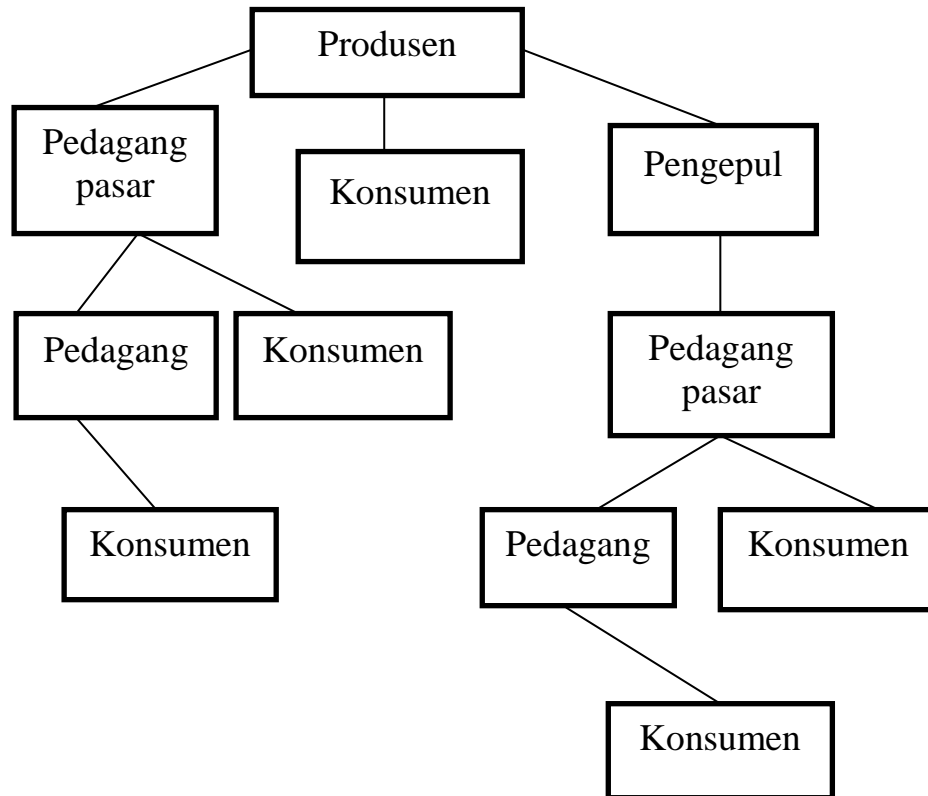 Produsen
Pedagang
pasar
Konsumen
Pengepul
Pedagang
Konsumen
Pedagang
pasar
Konsumen
Pedagang
Konsumen
Konsumen